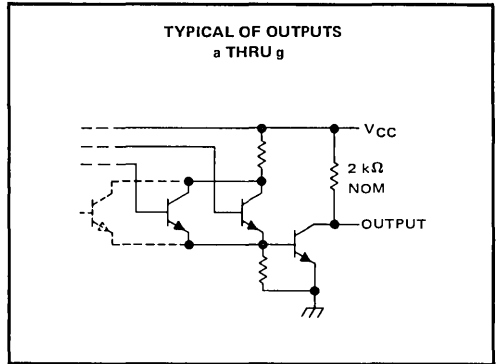 TYPICAL OF OUTPUTS
a THRU g
VCC
2 kΩ
NOM
OUTPUT